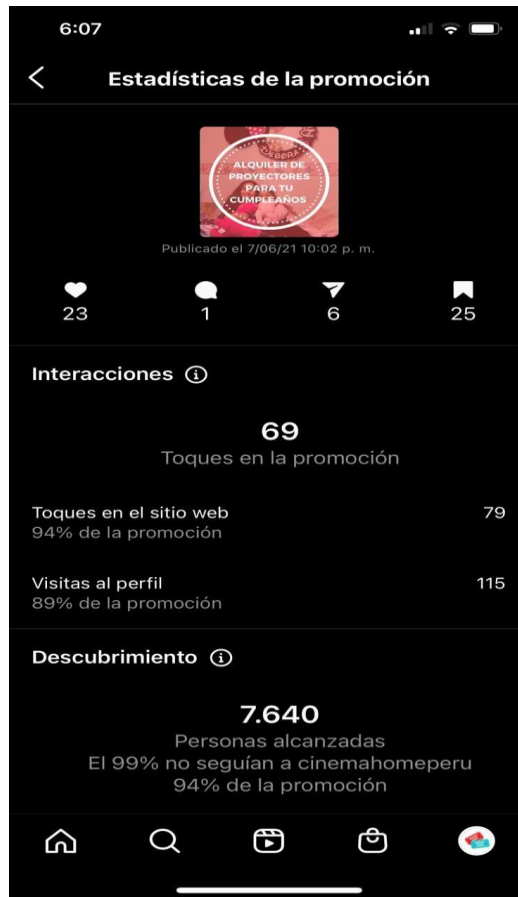 6:07
Estadísticas de la promoción
DEBORA
ALQUILER DE
PROYECTORES
PARA TU
CUMPLEAÑOS
Publicado el 7/06/21 10:02 p. m.
23 1 6 25
Interacciones
69
Toques en la promoción
Toques en el sitio web 79
94% de la promoción
Visitas al perfil 115
89% de la promoción
Descubrimiento
7.640
Personas alcanzadas
El 99% no seguían a cinemahomeperu
94% de la promoción